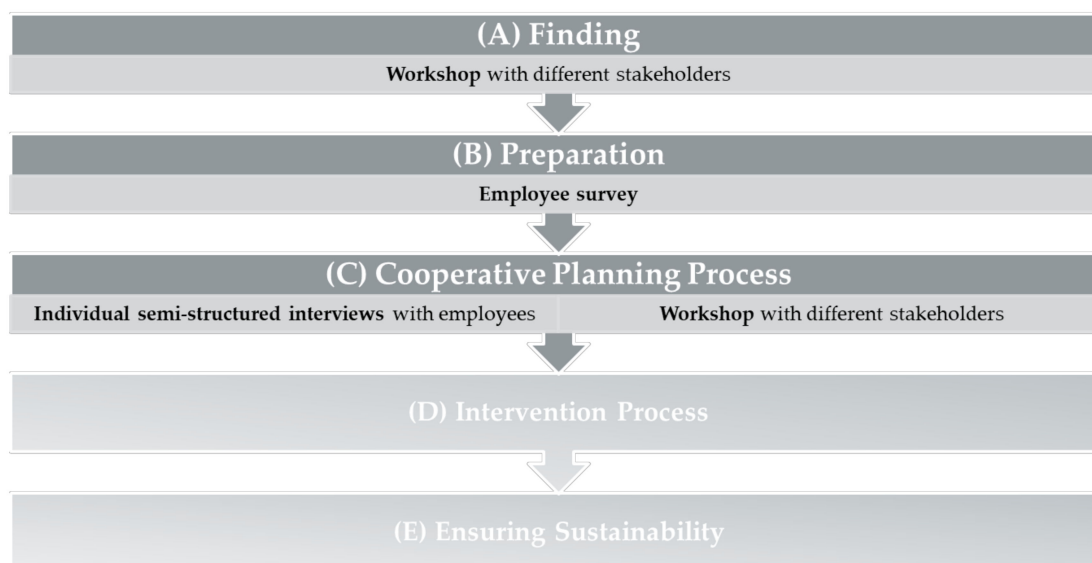 (A) Finding
Workshop with different stakeholders
(B) Preparation
Employee survey
(C) Cooperative Planning Process
Individual semi-structured interviews with employees
Workshop with different stakeholders
(D) Intervention Process
(E) Ensuring Sustainability